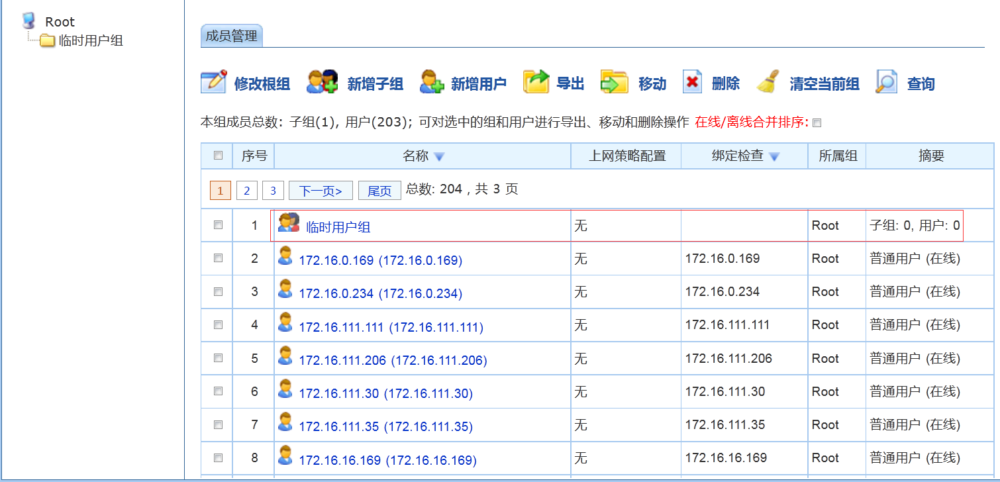 Root
临时用户组
成员管理
修改根组 新增子组 新增用户 导出 移动 删除 清空当前组 查询
本组成员总数: 子组(1), 用户(203); 可对选中的组和用户进行导出、移动和删除操作 在线/离线合并排序:
序号 名称 上网策略配置 绑定检查 所属组 摘要
1 2 3 下一页> 尾页 总数: 204 , 共 3 页
1 临时用户组 无 Root 子组: 0, 用户: 0
2 172.16.0.169 (172.16.0.169) 无 172.16.0.169 Root 普通用户 (在线)
3 172.16.0.234 (172.16.0.234) 无 172.16.0.234 Root 普通用户 (在线)
4 172.16.111.111 (172.16.111.111) 无 172.16.111.111 Root 普通用户 (在线)
5 172.16.111.206 (172.16.111.206) 无 172.16.111.206 Root 普通用户 (在线)
6 172.16.111.30 (172.16.111.30) 无 172.16.111.30 Root 普通用户 (在线)
7 172.16.111.35 (172.16.111.35) 无 172.16.111.35 Root 普通用户 (在线)
8 172.16.16.169 (172.16.16.169) 无 172.16.16.169 Root 普通用户 (在线)